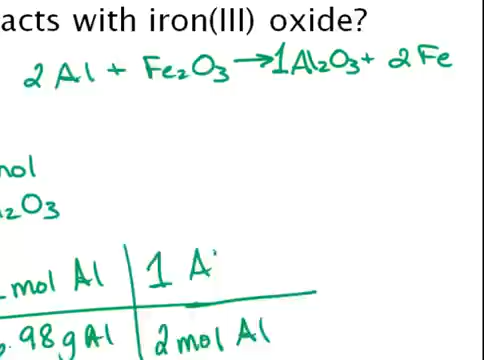 acts with iron(III) oxide?
2 Al + Fe₂O₃ → 1 Al₂O₃ + 2 Fe
mol
₂O₃
mol Al | 1 A
.98 g Al | 2 mol Al